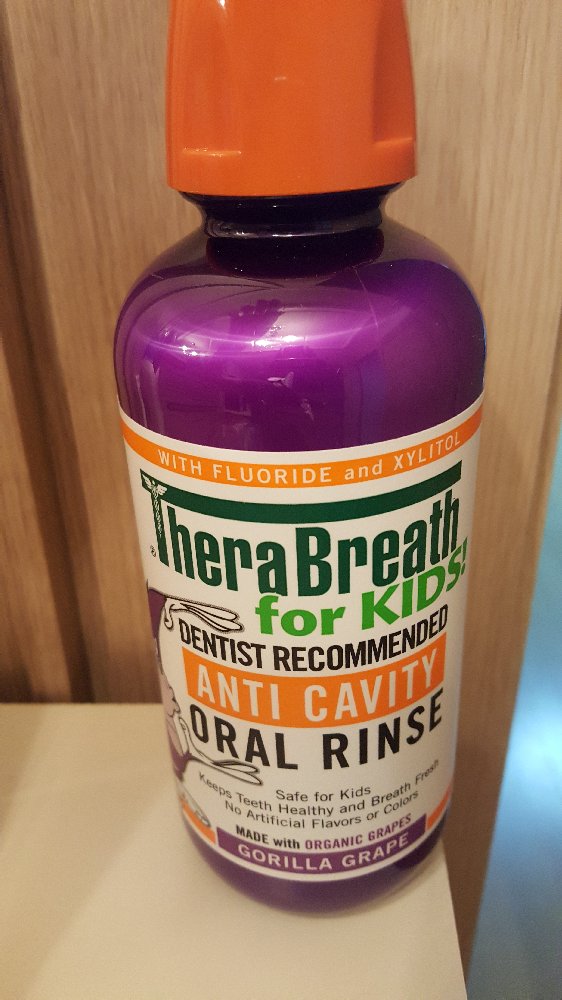 WITH FLUORIDE and XYLITOL
TheraBreath®
for KIDS!
DENTIST RECOMMENDED
ANTI CAVITY
ORAL RINSE
Safe for Kids
Keeps Teeth Healthy and Breath Fresh
No Artificial Flavors or Colors
MADE with ORGANIC GRAPES
GORILLA GRAPE